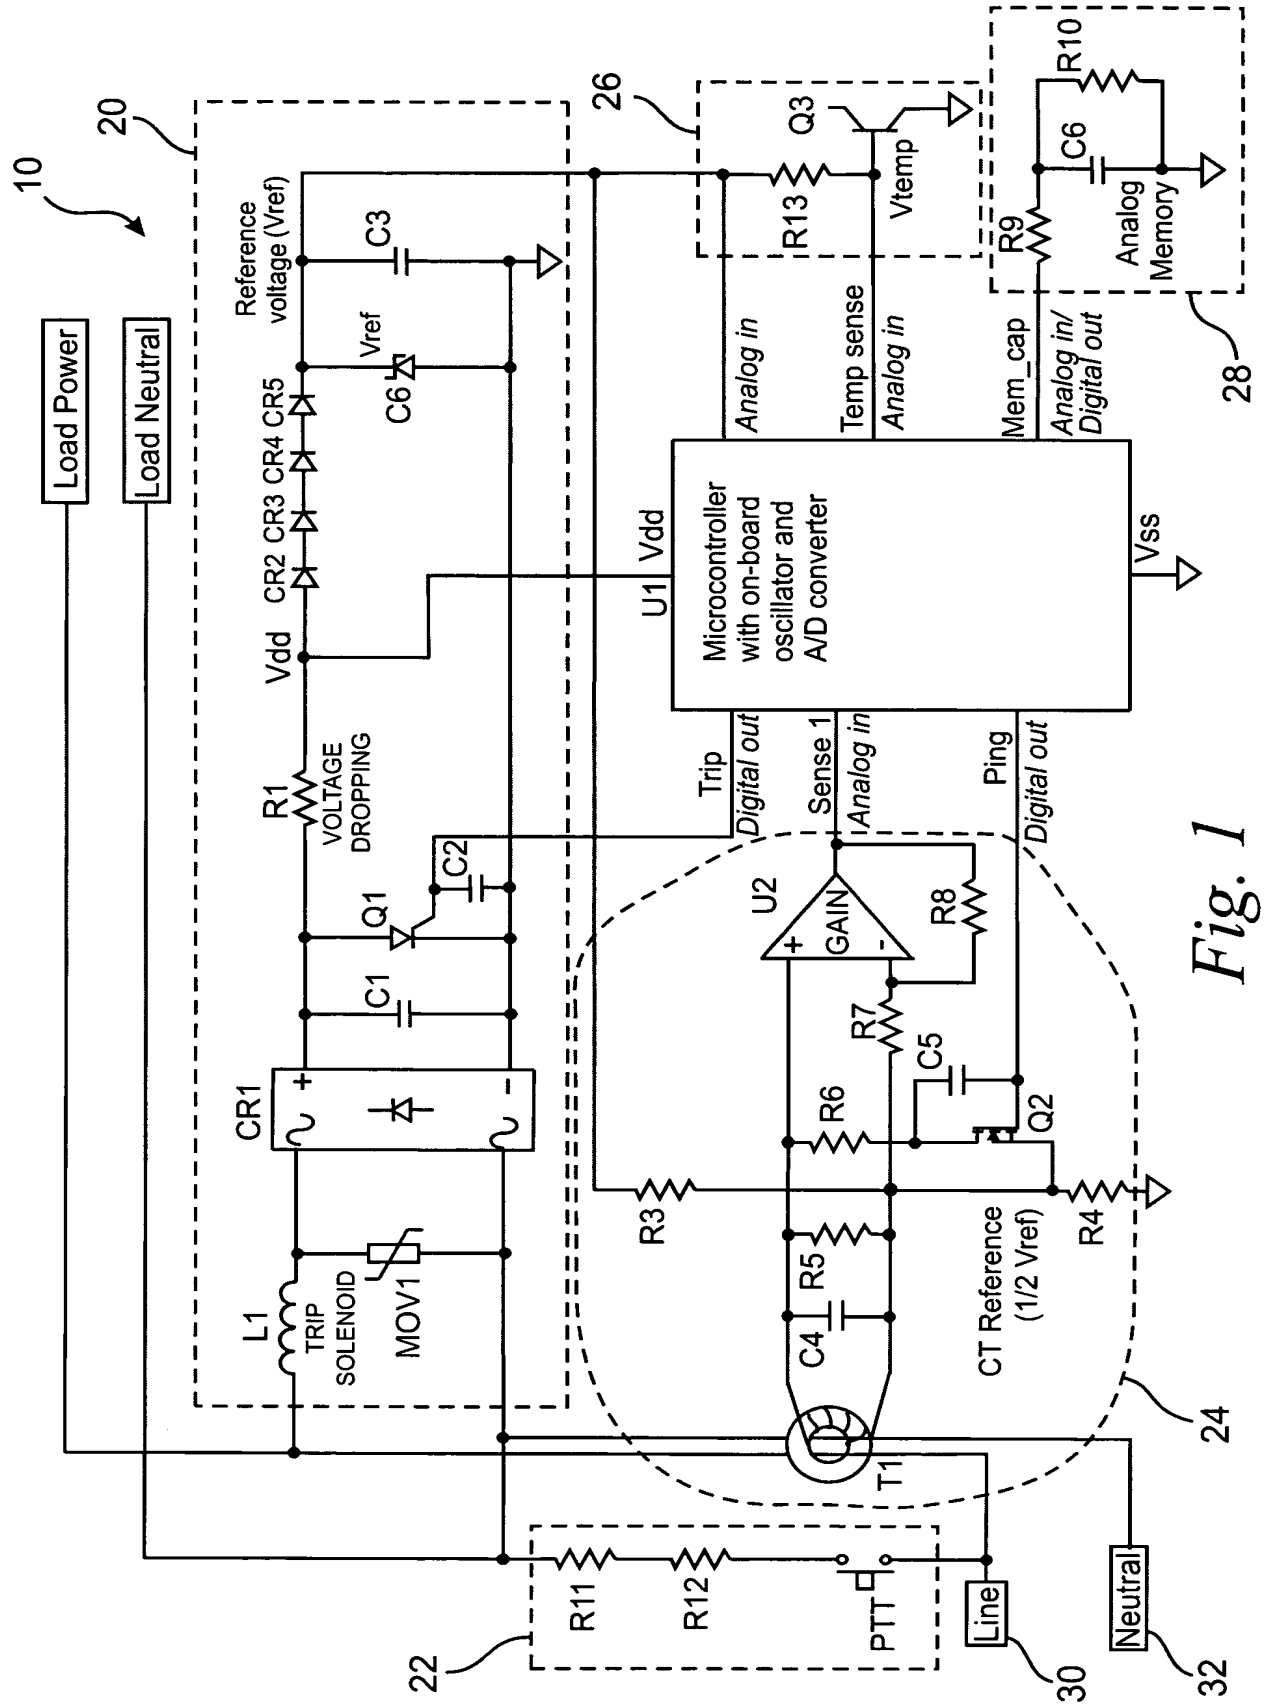 10
20
Load Power
Load Neutral
L1
TRIP
SOLENOID
MOV1
CR1
+
-
C1
Q1
C2
R1
VOLTAGE
DROPPING
Vdd
CR2
CR3
CR4
CR5
C6
Vref
Reference
voltage (Vref)
C3
22
R11
R12
PTT
Line
30
Neutral
32
T1
24
C4
R5
R3
R6
R7
C5
Q2
R4
CT Reference
(1/2 Vref)
U2
+
GAIN
-
R8
Trip
Digital out
Sense 1
Analog in
Ping
Digital out
U1
Vdd
Microcontroller
with on-board
oscillator and
A/D converter
Vss
Analog in
Temp sense
Analog in
Mem_cap
Analog in/
Digital out
26
R13
Q3
Vtemp
R9
C6
R10
Analog
Memory
28
Fig. 1